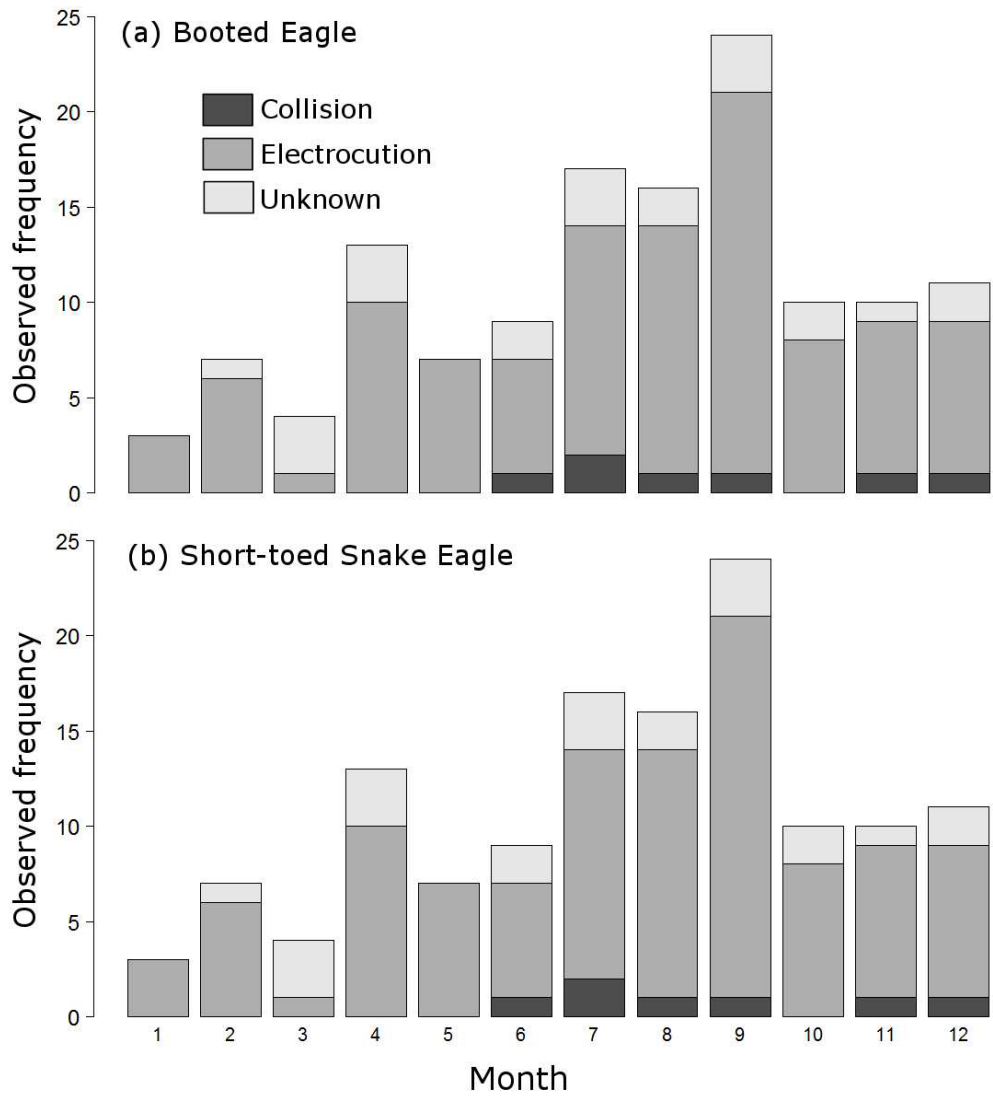 25
(a) Booted Eagle
20
Collision
Electrocution
15
Unknown
10
5
0
Observed frequency
25
(b) Short-toed Snake Eagle
20
15
10
5
0
Observed frequency
1 2 3 4 5 6 7 8 9 10 11 12
Month